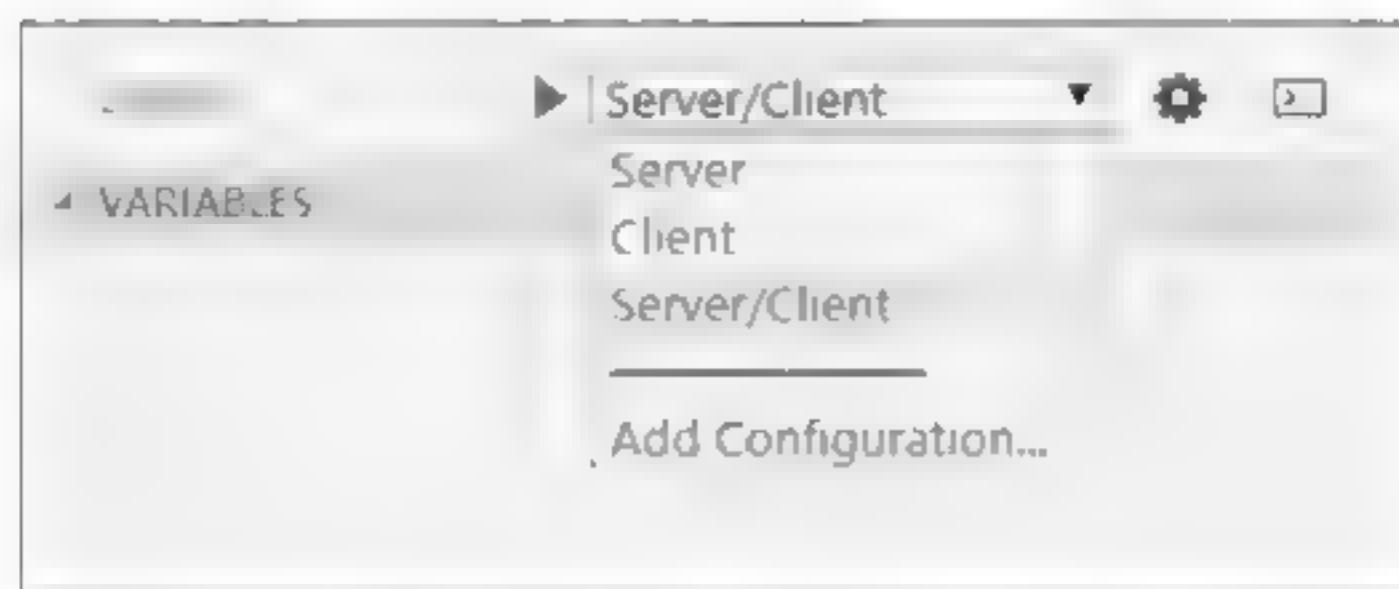 Server/Client
Server
VARIABLES
Client
Server/Client
Add Configuration...